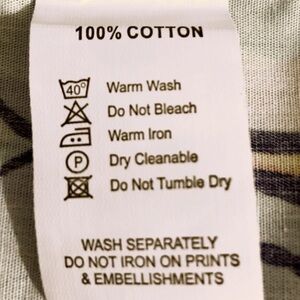 100% COTTON
40° Warm Wash
Do Not Bleach
Warm Iron
P Dry Cleanable
Do Not Tumble Dry
WASH SEPARATELY
DO NOT IRON ON PRINTS
& EMBELLISHMENTS